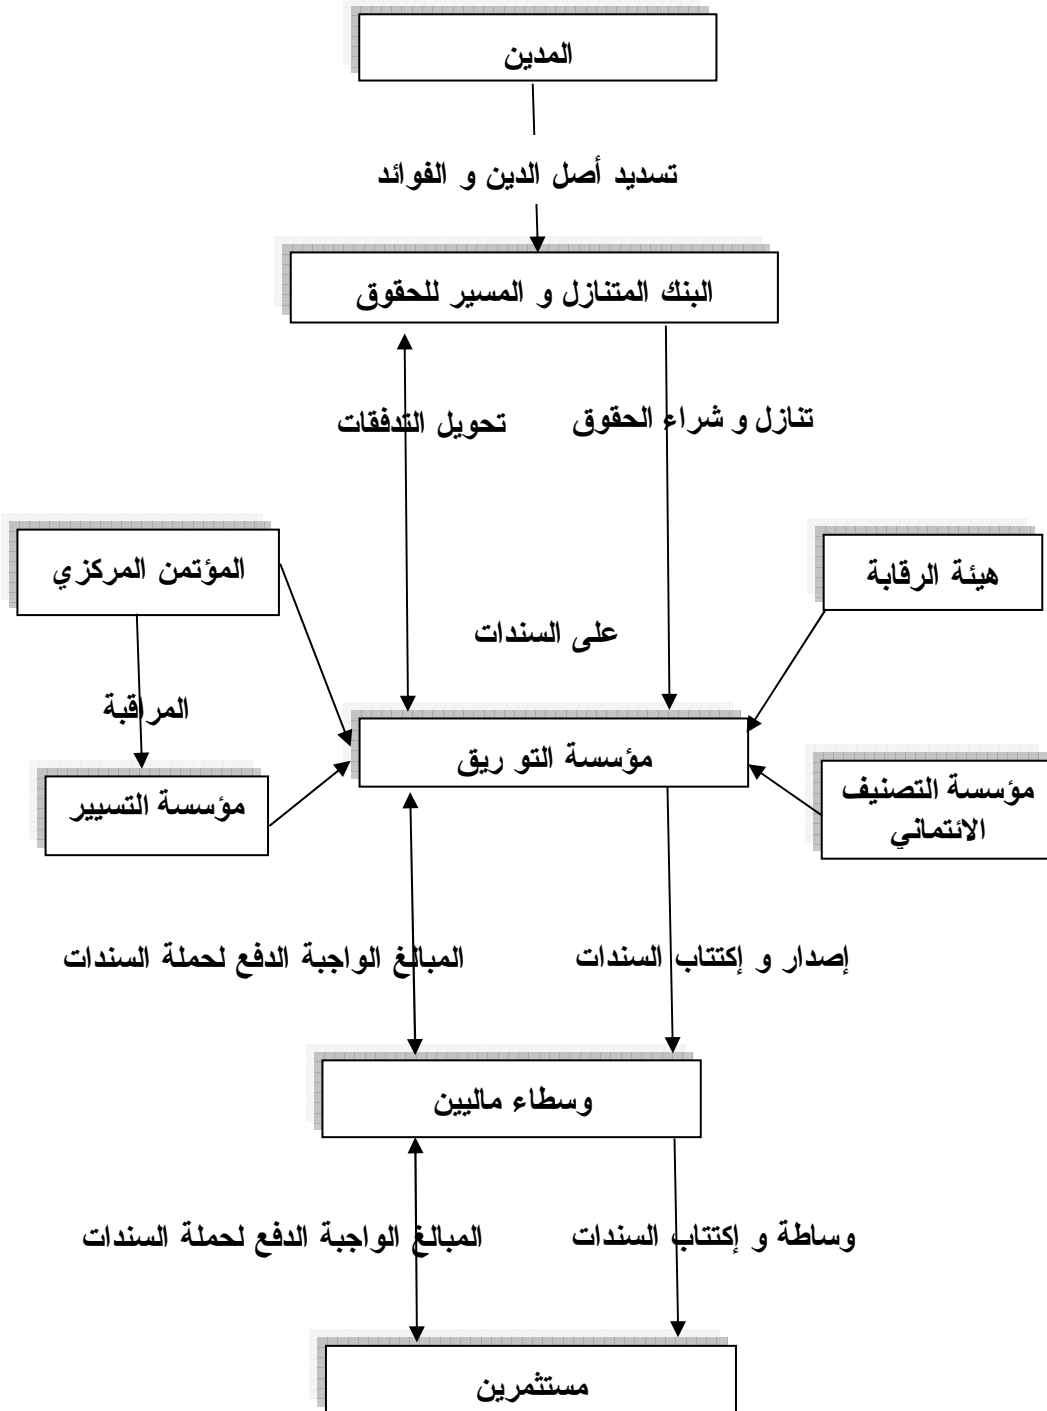 المدين
تسديد أصل الدين و الفوائد
البنك المتنازل و المسير للحقوق
تنازل و شراء الحقوق
تحويل التدفقات
المؤتمن المركزي
هيئة الرقابة
على السندات
المراقبة
مؤسسة التو ريق
مؤسسة التصنيف
الائتماني
مؤسسة التسيير
إصدار و إكتتاب السندات
المبالغ الواجبة الدفع لحملة السندات
وسطاء ماليين
وساطة و إكتتاب السندات
المبالغ الواجبة الدفع لحملة السندات
مستثمرين